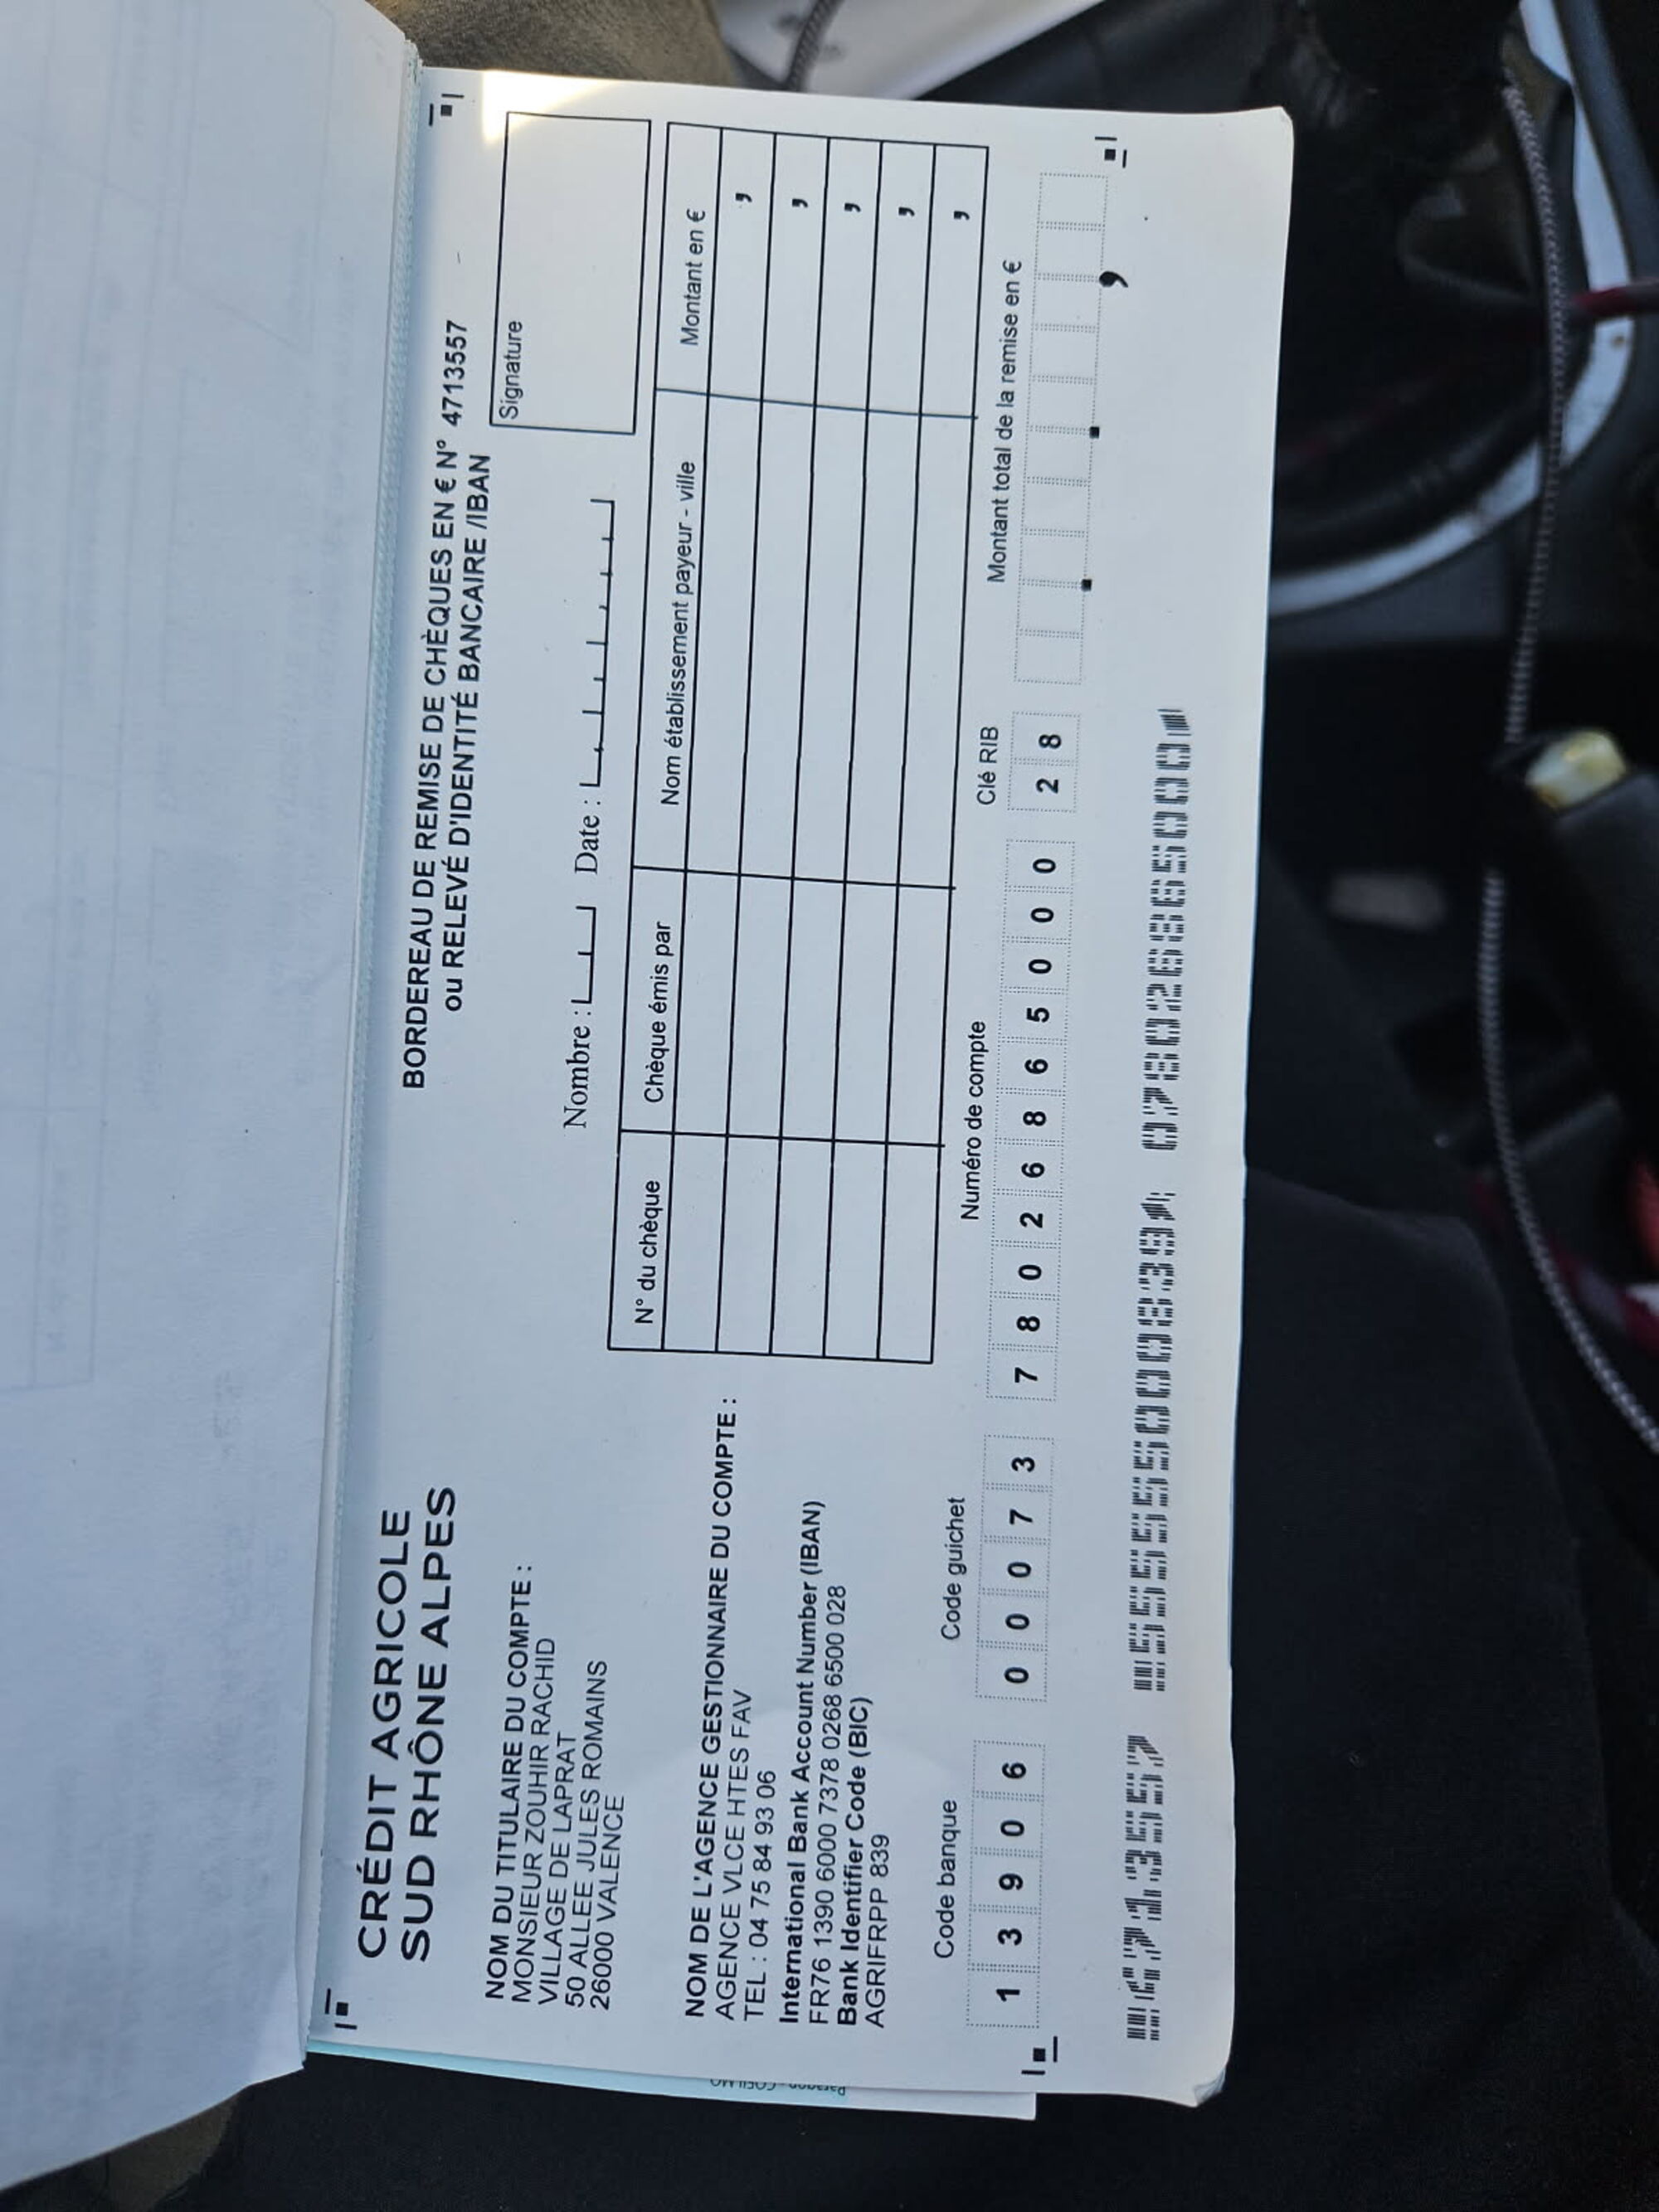 CRÉDIT AGRICOLE
SUD RHÔNE ALPES
BORDEREAU DE REMISE DE CHÈQUES EN € N° 4713557
ou RELEVÉ D'IDENTITÉ BANCAIRE /IBAN
NOM DU TITULAIRE DU COMPTE :
MONSIEUR ZOUHIR RACHID
VILLAGE DE LAPRAT
50 ALLEE JULES ROMAINS
26000 VALENCE
Signature
Nombre : Date :
NOM DE L'AGENCE GESTIONNAIRE DU COMPTE :
AGENCE VLCE HTES FAV
TEL : 04 75 84 93 06
International Bank Account Number (IBAN)
FR76 1390 6000 7378 0268 6500 028
Bank Identifier Code (BIC)
AGRIFRPP 839
N° du chèque Chèque émis par Nom établissement payeur - ville Montant en €
,
,
,
,
,
Code banque Code guichet Numéro de compte Clé RIB Montant total de la remise en €
1 3 9 0 6 0 0 0 7 3 7 8 0 2 6 8 6 5 0 0 0 2 8 . . ,